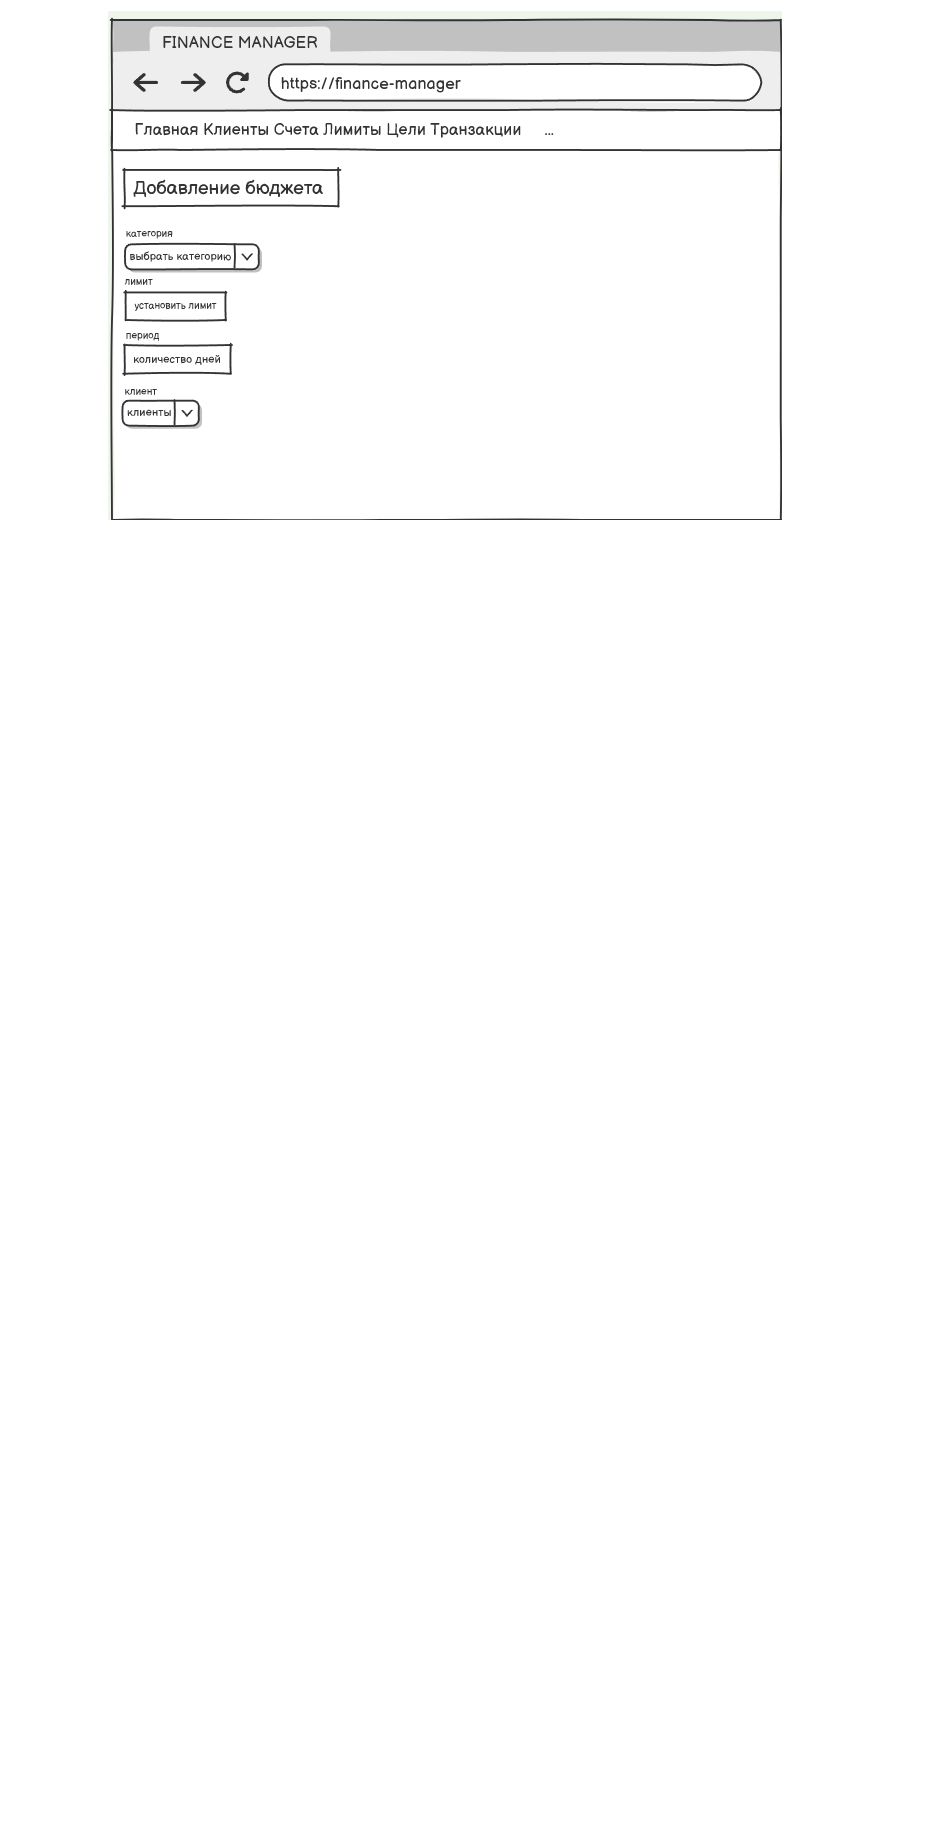 FINANCE MANAGER
https://finance-manager
Главная Клиенты Счета Лимиты Цели Транзакции ...
Добавление бюджета
категория
выбрать категорию
лимит
установить лимит
период
количество дней
клиент
клиенты